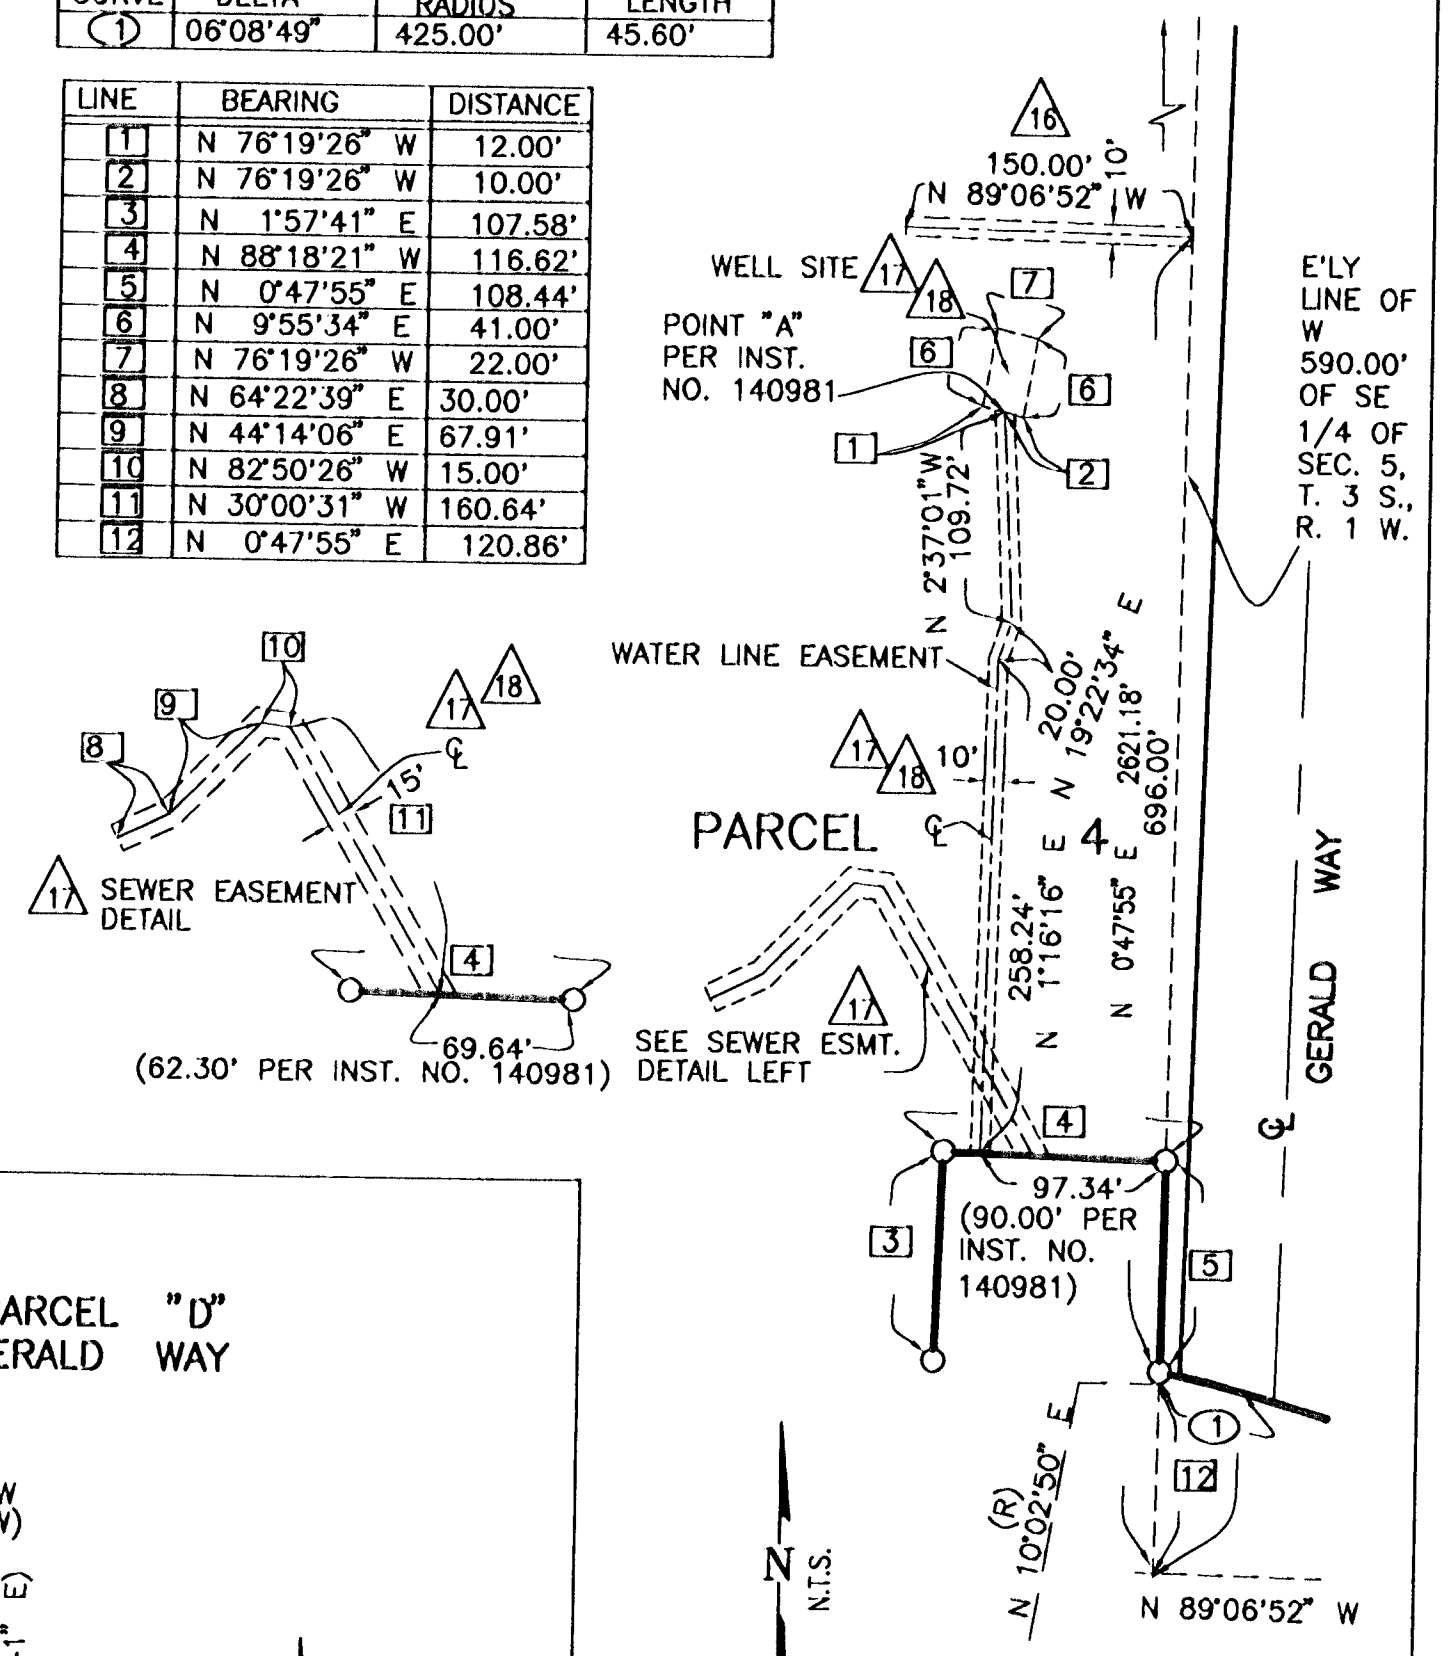 CURVE DELTA RADIUS LENGTH
1 06°08'49" 425.00' 45.60'
LINE BEARING DISTANCE
1 N 76°19'26" W 12.00'
2 N 76°19'26" W 10.00'
3 N 1°57'41" E 107.58'
4 N 88°18'21" W 116.62'
5 N 0°47'55" E 108.44'
6 N 9°55'34" E 41.00'
7 N 76°19'26" W 22.00'
8 N 64°22'39" E 30.00'
9 N 44°14'06" E 67.91'
10 N 82°50'26" W 15.00'
11 N 30°00'31" W 160.64'
12 N 0°47'55" E 120.86'
16
150.00'
10'
N 89°06'52" W
WELL SITE
17
18
7
POINT "A"
PER INST.
NO. 140981
6
6
1
2
E'LY
LINE OF
W
590.00'
OF SE
1/4 OF
SEC. 5,
T. 3 S.,
R. 1 W.
N 2°37'01" W
109.72'
WATER LINE EASEMENT
20.00'
N 19°22'34" E
2621.18'
696.00'
N 0°47'55" E
17
18
10'
PARCEL 4
℄
258.24'
N 1°16'16" E
GERALD WAY
℄
10
9
8
17
18
℄
15'
11
17
SEWER EASEMENT
DETAIL
4
69.64'
(62.30' PER INST. NO. 140981)
17
SEE SEWER ESMT.
DETAIL LEFT
4
97.34'
(90.00' PER
INST. NO.
140981)
3
5
1
12
(R)
N 10°02'50" E
N 89°06'52" W
ARCEL "D"
ERALD WAY
W
W)
E)
N
N.T.S.